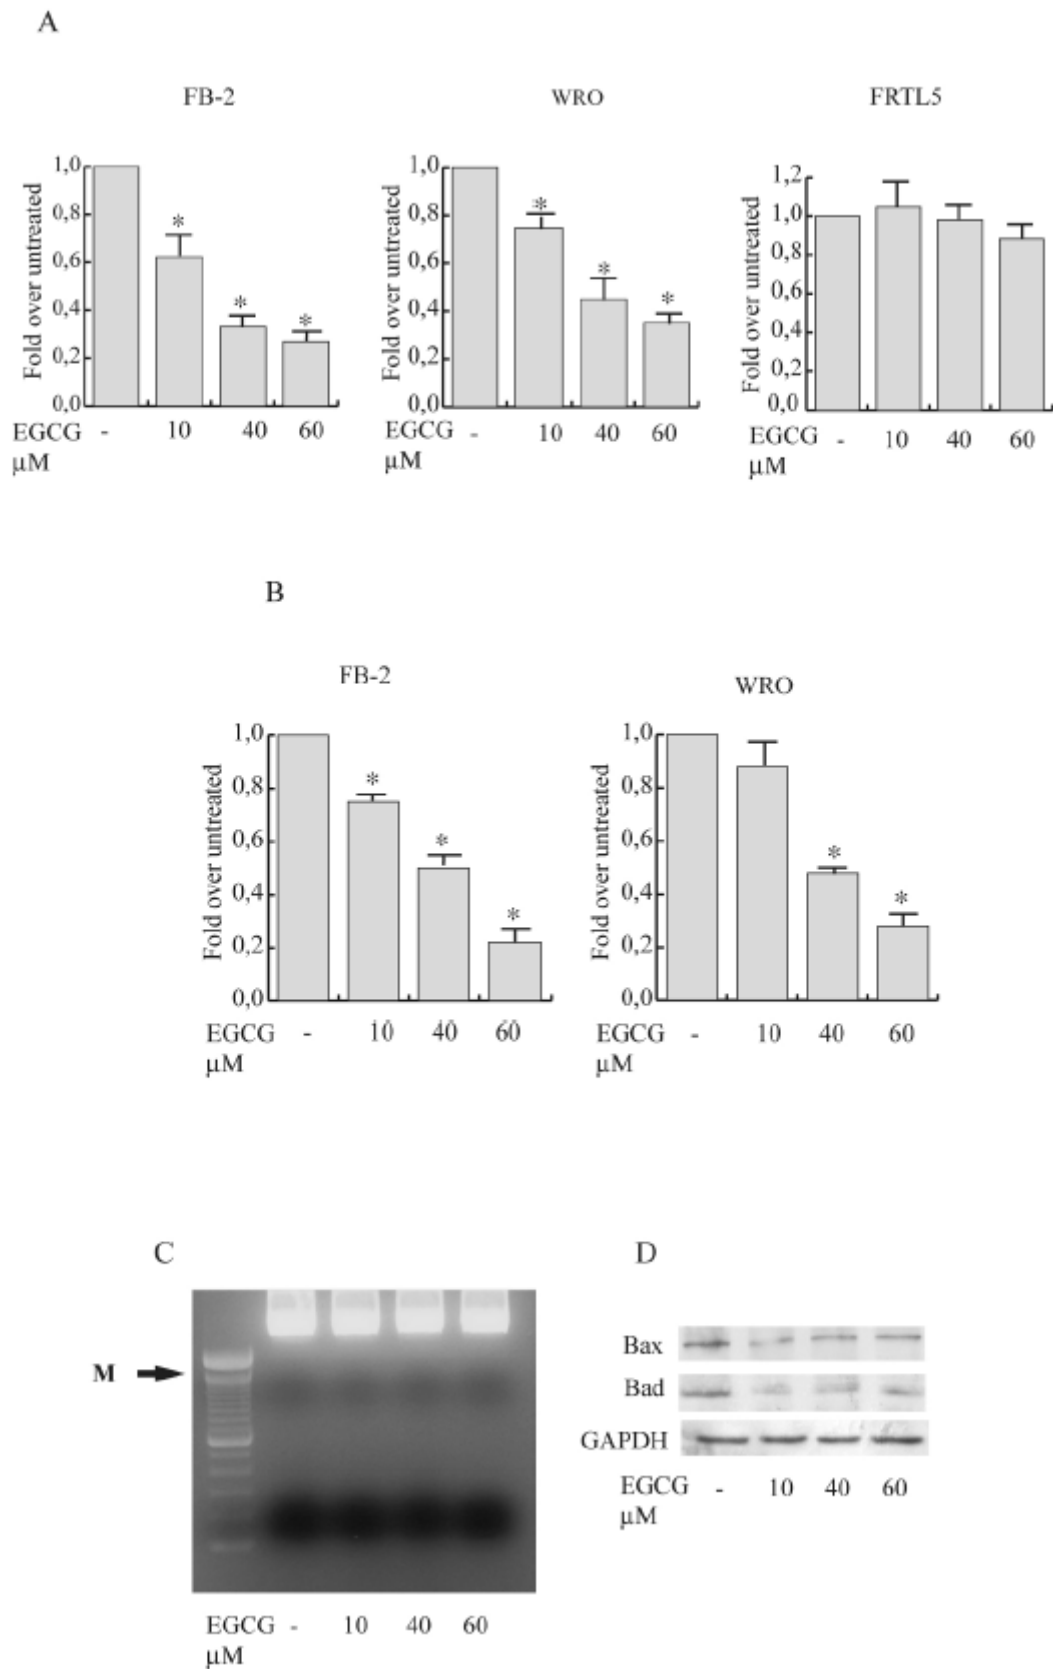 A
FB-2
WRO
FRTL5
Fold over untreated
1,0
0,8
0,6
0,4
0,2
0,0
*
*
*
EGCG - 10 40 60
µM
Fold over untreated
1,0
0,8
0,6
0,4
0,2
0,0
*
*
*
EGCG - 10 40 60
µM
Fold over untreated
1,2
1,0
0,8
0,6
0,4
0,2
0,0
EGCG - 10 40 60
µM
B
FB-2
WRO
Fold over untreated
1,0
0,8
0,6
0,4
0,2
0,0
*
*
*
EGCG - 10 40 60
µM
Fold over untreated
1,0
0,8
0,6
0,4
0,2
0,0
*
*
EGCG - 10 40 60
µM
C
M
EGCG - 10 40 60
µM
D
Bax
Bad
GAPDH
EGCG - 10 40 60
µM